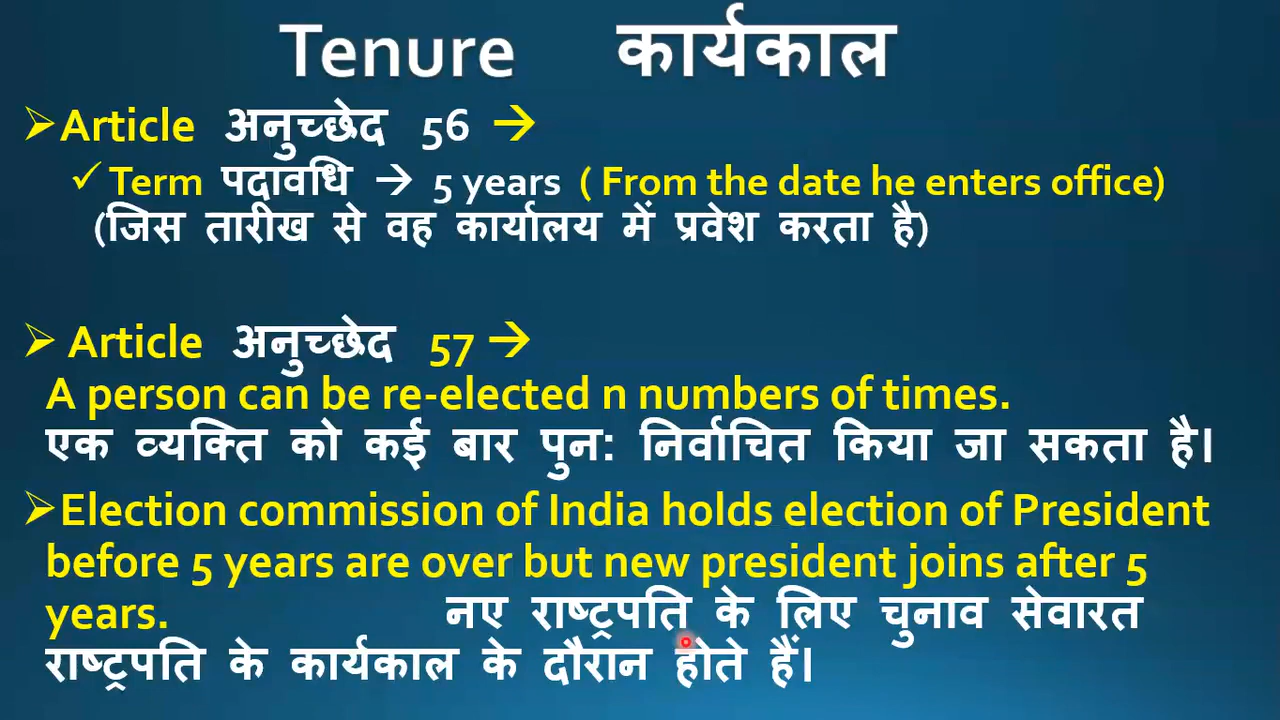 Tenure कार्यकाल
➢Article अनुच्छेद 56 →
✓ Term पदावधि → 5 years ( From the date he enters office)
(जिस तारीख से वह कार्यालय में प्रवेश करता है)
➢ Article अनुच्छेद 57 →
A person can be re-elected n numbers of times.
एक व्यक्ति को कई बार पुन: निर्वाचित किया जा सकता है।
➢Election commission of India holds election of President
before 5 years are over but new president joins after 5
years. नए राष्ट्रपति के लिए चुनाव सेवारत
राष्ट्रपति के कार्यकाल के दौरान होते हैं।